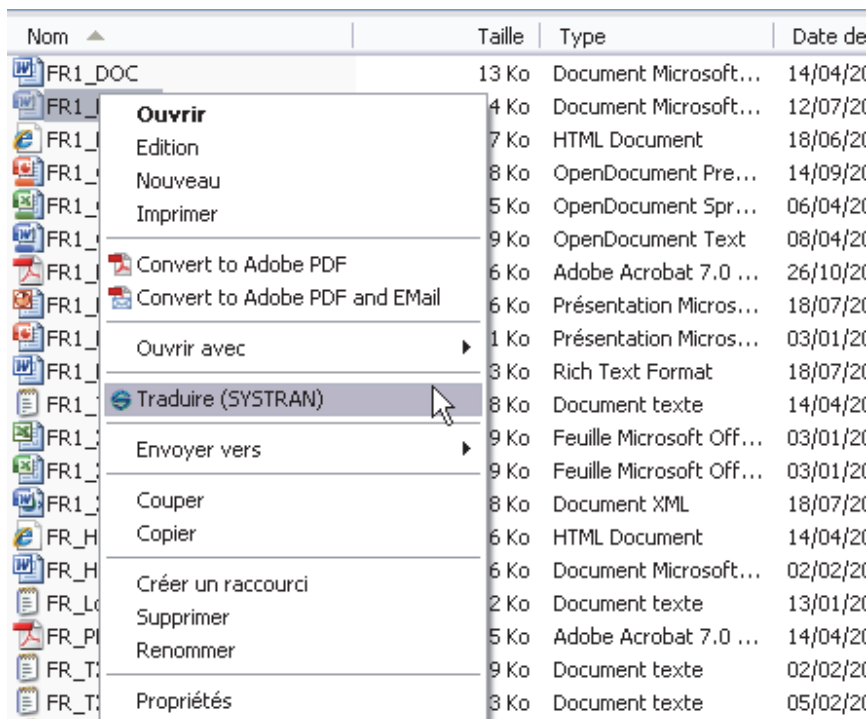 Nom Taille Type Date de
FR1_DOC 13 Ko Document Microsoft... 14/04/20
FR1_ 4 Ko Document Microsoft... 12/07/20
Ouvrir
FR1_ Edition 7 Ko HTML Document 18/06/20
FR1_ Nouveau 8 Ko OpenDocument Pre... 14/09/20
FR1_ Imprimer 5 Ko OpenDocument Spr... 06/04/20
FR1_ 9 Ko OpenDocument Text 08/04/20
FR1_ Convert to Adobe PDF 6 Ko Adobe Acrobat 7.0 ... 26/10/20
FR1_ Convert to Adobe PDF and EMail 6 Ko Présentation Micros... 18/07/20
FR1_ Ouvrir avec 1 Ko Présentation Micros... 03/01/20
FR1_ 3 Ko Rich Text Format 18/07/20
FR1_ Traduire (SYSTRAN) 8 Ko Document texte 14/04/20
FR1_ 9 Ko Feuille Microsoft Off... 03/01/20
Envoyer vers
FR1_ 9 Ko Feuille Microsoft Off... 03/01/20
FR1_ Couper 8 Ko Document XML 18/07/20
FR_H Copier 6 Ko HTML Document 14/04/20
FR_H 6 Ko Document Microsoft... 02/02/20
Créer un raccourci
FR_Lo 2 Ko Document texte 13/01/20
Supprimer
FR_P 5 Ko Adobe Acrobat 7.0 ... 14/04/20
Renommer
FR_T 9 Ko Document texte 02/02/20
FR_T Propriétés 3 Ko Document texte 05/02/20